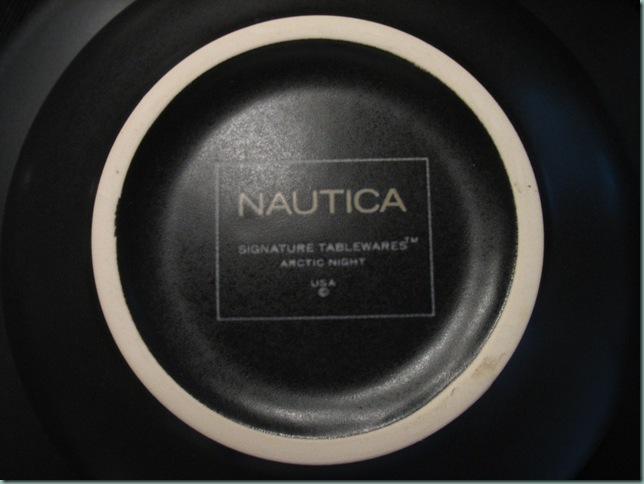 NAUTICA
SIGNATURE TABLEWARES™
ARCTIC NIGHT
USA
©